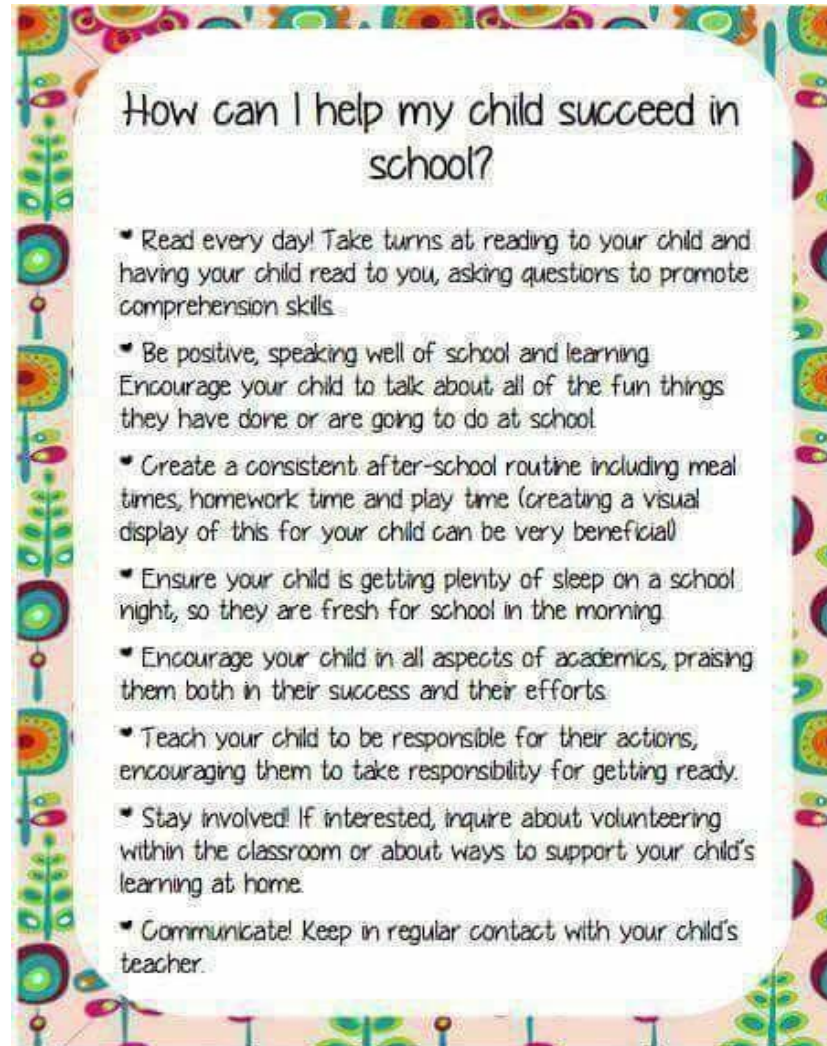 How can I help my child succeed in
school?
* Read every day! Take turns at reading to your child and
having your child read to you, asking questions to promote
comprehension skills.
* Be positive, speaking well of school and learning.
Encourage your child to talk about all of the fun things
they have done or are going to do at school.
* Create a consistent after-school routine including meal
times, homework time and play time (creating a visual
display of this for your child can be very beneficial)
* Ensure your child is getting plenty of sleep on a school
night, so they are fresh for school in the morning.
* Encourage your child in all aspects of academics, praising
them both in their success and their efforts.
* Teach your child to be responsible for their actions,
encouraging them to take responsibility for getting ready.
* Stay involved! If interested, inquire about volunteering
within the classroom or about ways to support your child's
learning at home.
* Communicate! Keep in regular contact with your child's
teacher.